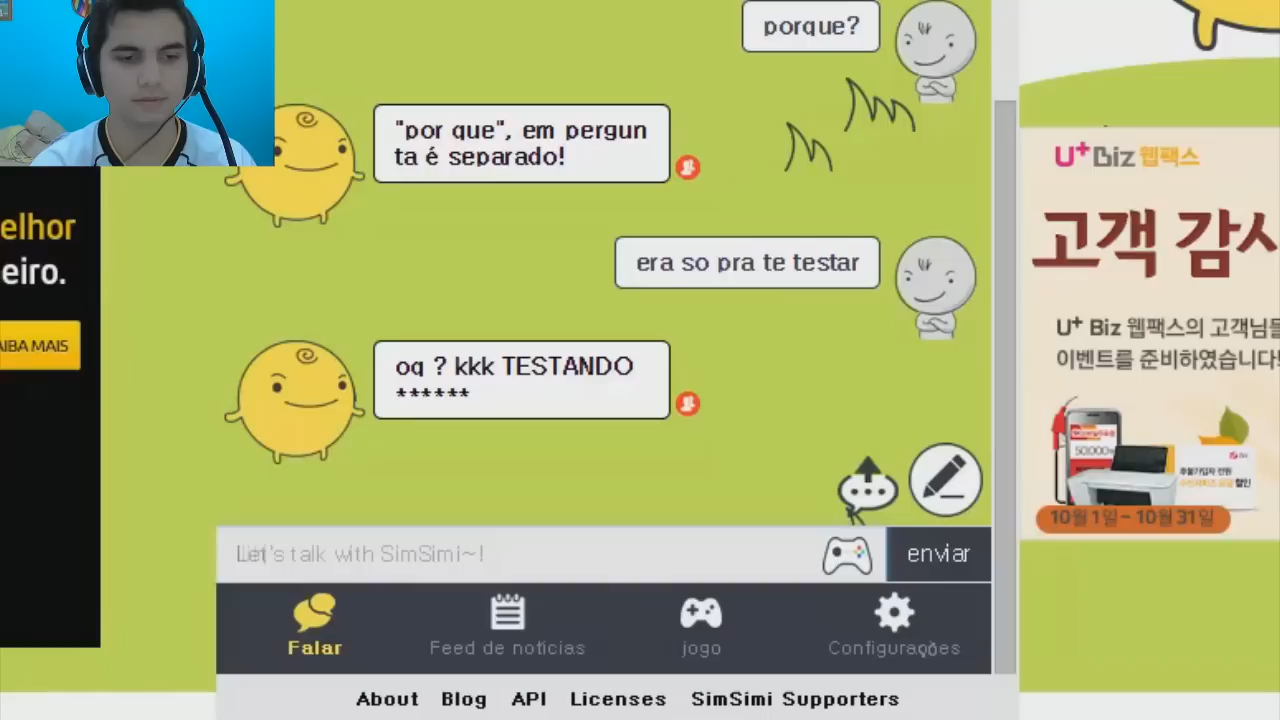 porque?
"por que", em pergun
ta é separado!
era so pra te testar
oq ? kkk TESTANDO
******
elhor
eiro.
AIBA MAIS
Let's talk with SimSimi~!
enviar
Falar
Feed de notícias
jogo
Configurações
About Blog API Licenses SimSimi Supporters
U+ Biz 웹팩스
고객 감사
U+ Biz 웹팩스의 고객님들
이벤트를 준비하였습니다!
50,000
10월 1일 ~ 10월 31일